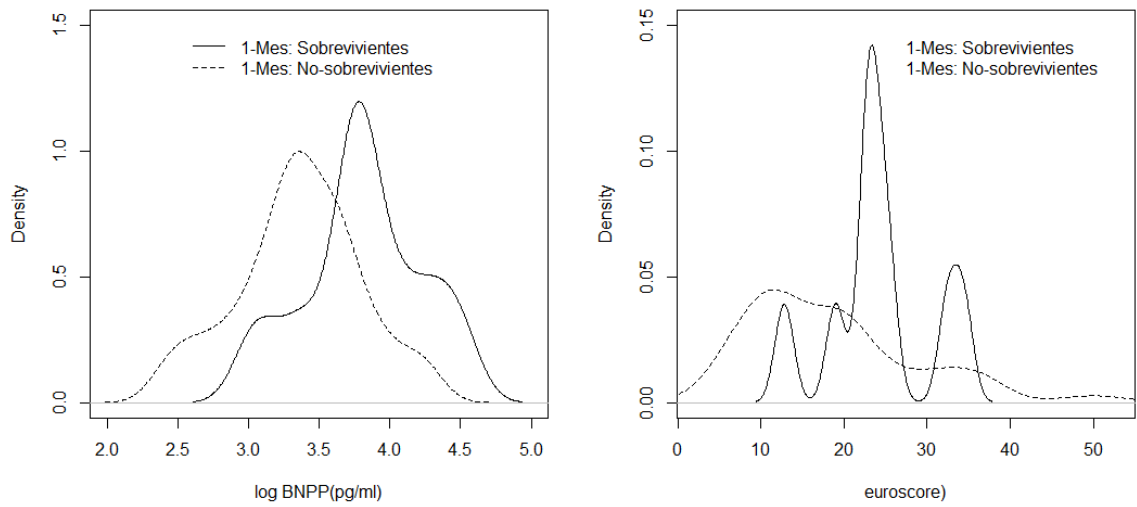 1-Mes: Sobrevivientes
1-Mes: No-sobrevivientes
Density
0.0
0.5
1.0
1.5
2.0 2.5 3.0 3.5 4.0 4.5 5.0
log BNPP(pg/ml)
1-Mes: Sobrevivientes
1-Mes: No-sobrevivientes
Density
0.00
0.05
0.10
0.15
0 10 20 30 40 50
euroscore)